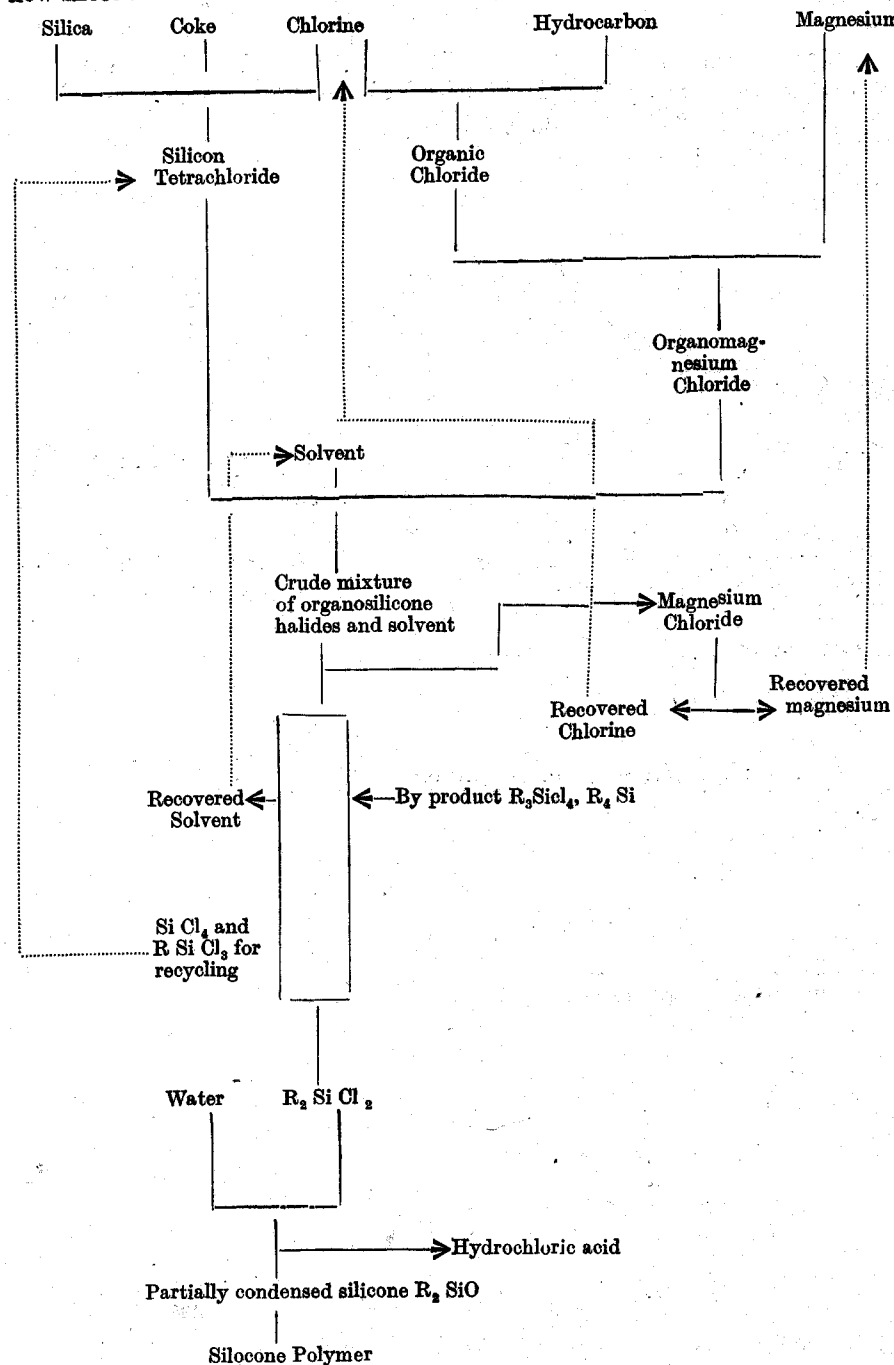 Silica Coke Chlorine Hydrocarbon Magnesium
Silicon
Tetrachloride
Organic
Chloride
Organomag-
nesium
Chloride
Solvent
Crude mixture
of organosilicone
halides and solvent
Magnesium
Chloride
Recovered
Chlorine
Recovered
magnesium
Recovered
Solvent
By product R₃Sicl₄, R₄ Si
Si Cl₄ and
R Si Cl₃ for
recycling
Water R₂ Si Cl ₂
Hydrochloric acid
Partially condensed silicone R₂ SiO
Silocone Polymer